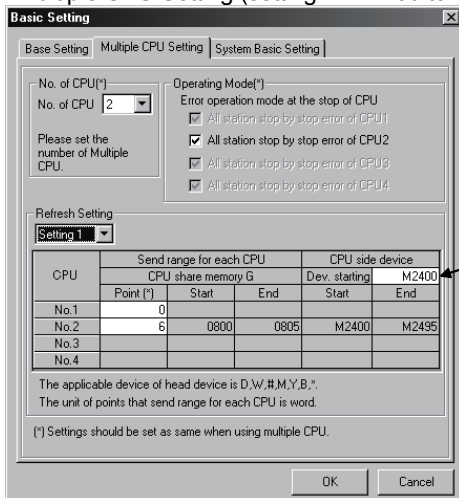 Basic Setting
Base Setting Multiple CPU Setting System Basic Setting
No. of CPU(*)
No. of CPU 2
Please set the
number of Multiple
CPU.
Operating Mode(*)
Error operation mode at the stop of CPU
All station stop by stop error of CPU1
All station stop by stop error of CPU2
All station stop by stop error of CPU3
All station stop by stop error of CPU4
Refresh Setting
Setting 1
CPU Send range for each CPU CPU side device
CPU share memory G Dev. starting M2400
Point (*) Start End Start End
No.1 0
No.2 6 0800 0805 M2400 M2495
No.3
No.4
The applicable device of head device is D,W,#,M,Y,B,*.
The unit of points that send range for each CPU is word.
(*) Settings should be set as same when using multiple CPU.
OK Cancel